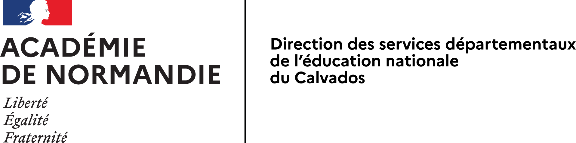 ACADÉMIE
DE NORMANDIE
Liberté
Égalité
Fraternité
Direction des services départementaux
de l'éducation nationale
du Calvados